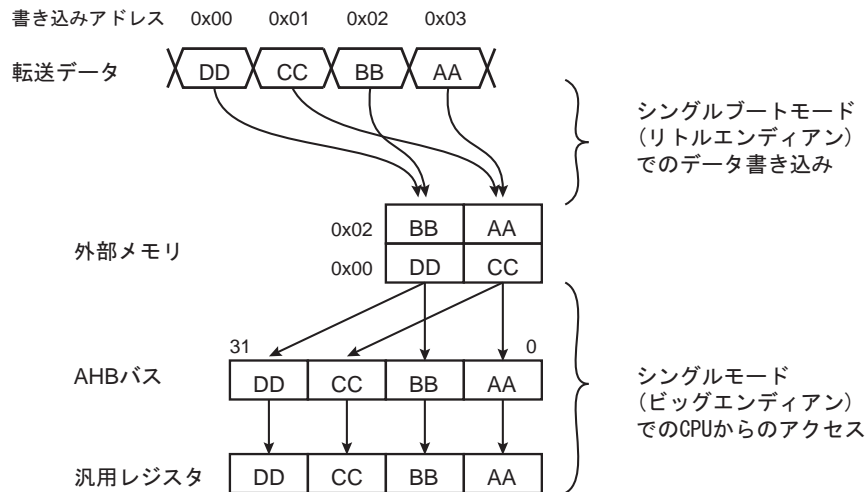 書き込みアドレス 0x00 0x01 0x02 0x03
転送データ DD CC BB AA
シングルブートモード
(リトルエンディアン)
でのデータ書き込み
外部メモリ
0x02 BB AA
0x00 DD CC
31 0
AHBバス DD CC BB AA
シングルモード
(ビッグエンディアン)
でのCPUからのアクセス
汎用レジスタ DD CC BB AA